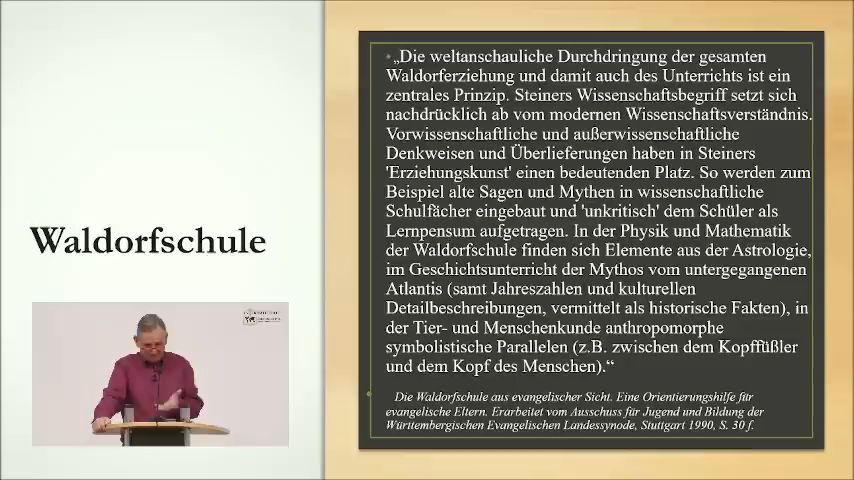 Waldorfschule
•„Die weltanschauliche Durchdringung der gesamten
Waldorferziehung und damit auch des Unterrichts ist ein
zentrales Prinzip. Steiners Wissenschaftsbegriff setzt sich
nachdrücklich ab vom modernen Wissenschaftsverständnis.
Vorwissenschaftliche und außerwissenschaftliche
Denkweisen und Überlieferungen haben in Steiners
'Erziehungskunst' einen bedeutenden Platz. So werden zum
Beispiel alte Sagen und Mythen in wissenschaftliche
Schulfächer eingebaut und 'unkritisch' dem Schüler als
Lernpensum aufgetragen. In der Physik und Mathematik
der Waldorfschule finden sich Elemente aus der Astrologie,
im Geschichtsunterricht der Mythos vom untergegangenen
Atlantis (samt Jahreszahlen und kulturellen
Detailbeschreibungen, vermittelt als historische Fakten), in
der Tier- und Menschenkunde anthropomorphe
symbolistische Parallelen (z.B. zwischen dem Kopffüßler
und dem Kopf des Menschen).“
• Die Waldorfschule aus evangelischer Sicht. Eine Orientierungshilfe für
evangelische Eltern. Erarbeitet vom Ausschuss für Jugend und Bildung der
Württembergischen Evangelischen Landessynode, Stuttgart 1990, S. 30 f.